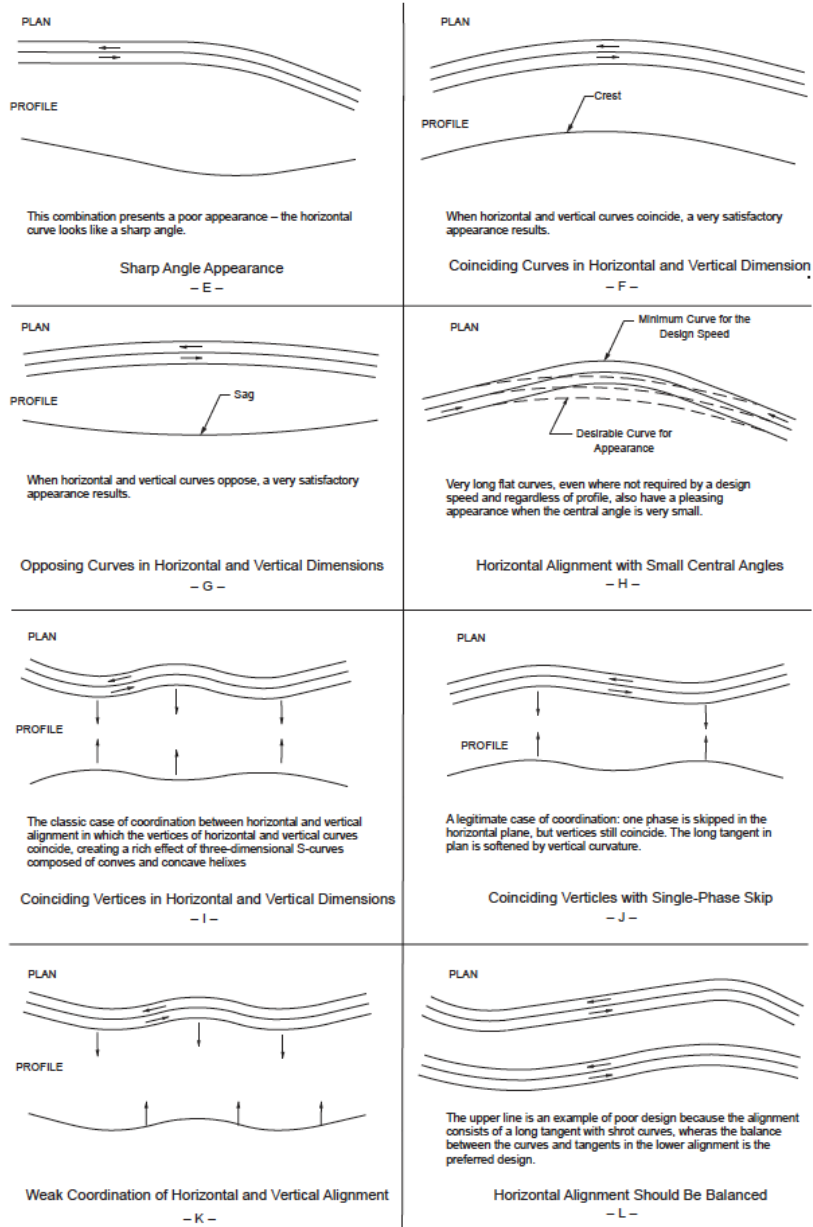 PLAN
PROFILE
This combination presents a poor appearance – the horizontal
curve looks like a sharp angle.
Sharp Angle Appearance
– E –
PLAN
Crest
PROFILE
When horizontal and vertical curves coincide, a very satisfactory
appearance results.
Coinciding Curves in Horizontal and Vertical Dimension
– F –
PLAN
Sag
PROFILE
When horizontal and vertical curves oppose, a very satisfactory
appearance results.
Opposing Curves in Horizontal and Vertical Dimensions
– G –
PLAN
Minimum Curve for the
Design Speed
Desirable Curve for
Appearance
Very long flat curves, even where not required by a design
speed and regardless of profile, also have a pleasing
appearance when the central angle is very small.
Horizontal Alignment with Small Central Angles
– H –
PLAN
PROFILE
The classic case of coordination between horizontal and vertical
alignment in which the vertices of horizontal and vertical curves
coincide, creating a rich effect of three-dimensional S-curves
composed of conves and concave helixes
Coinciding Vertices in Horizontal and Vertical Dimensions
– I –
PLAN
PROFILE
A legitimate case of coordination: one phase is skipped in the
horizontal plane, but vertices still coincide. The long tangent in
plan is softened by vertical curvature.
Coinciding Verticles with Single-Phase Skip
– J –
PLAN
PROFILE
Weak Coordination of Horizontal and Vertical Alignment
– K –
PLAN
The upper line is an example of poor design because the alignment
consists of a long tangent with shrot curves, wheras the balance
between the curves and tangents in the lower alignment is the
preferred design.
Horizontal Alignment Should Be Balanced
– L –